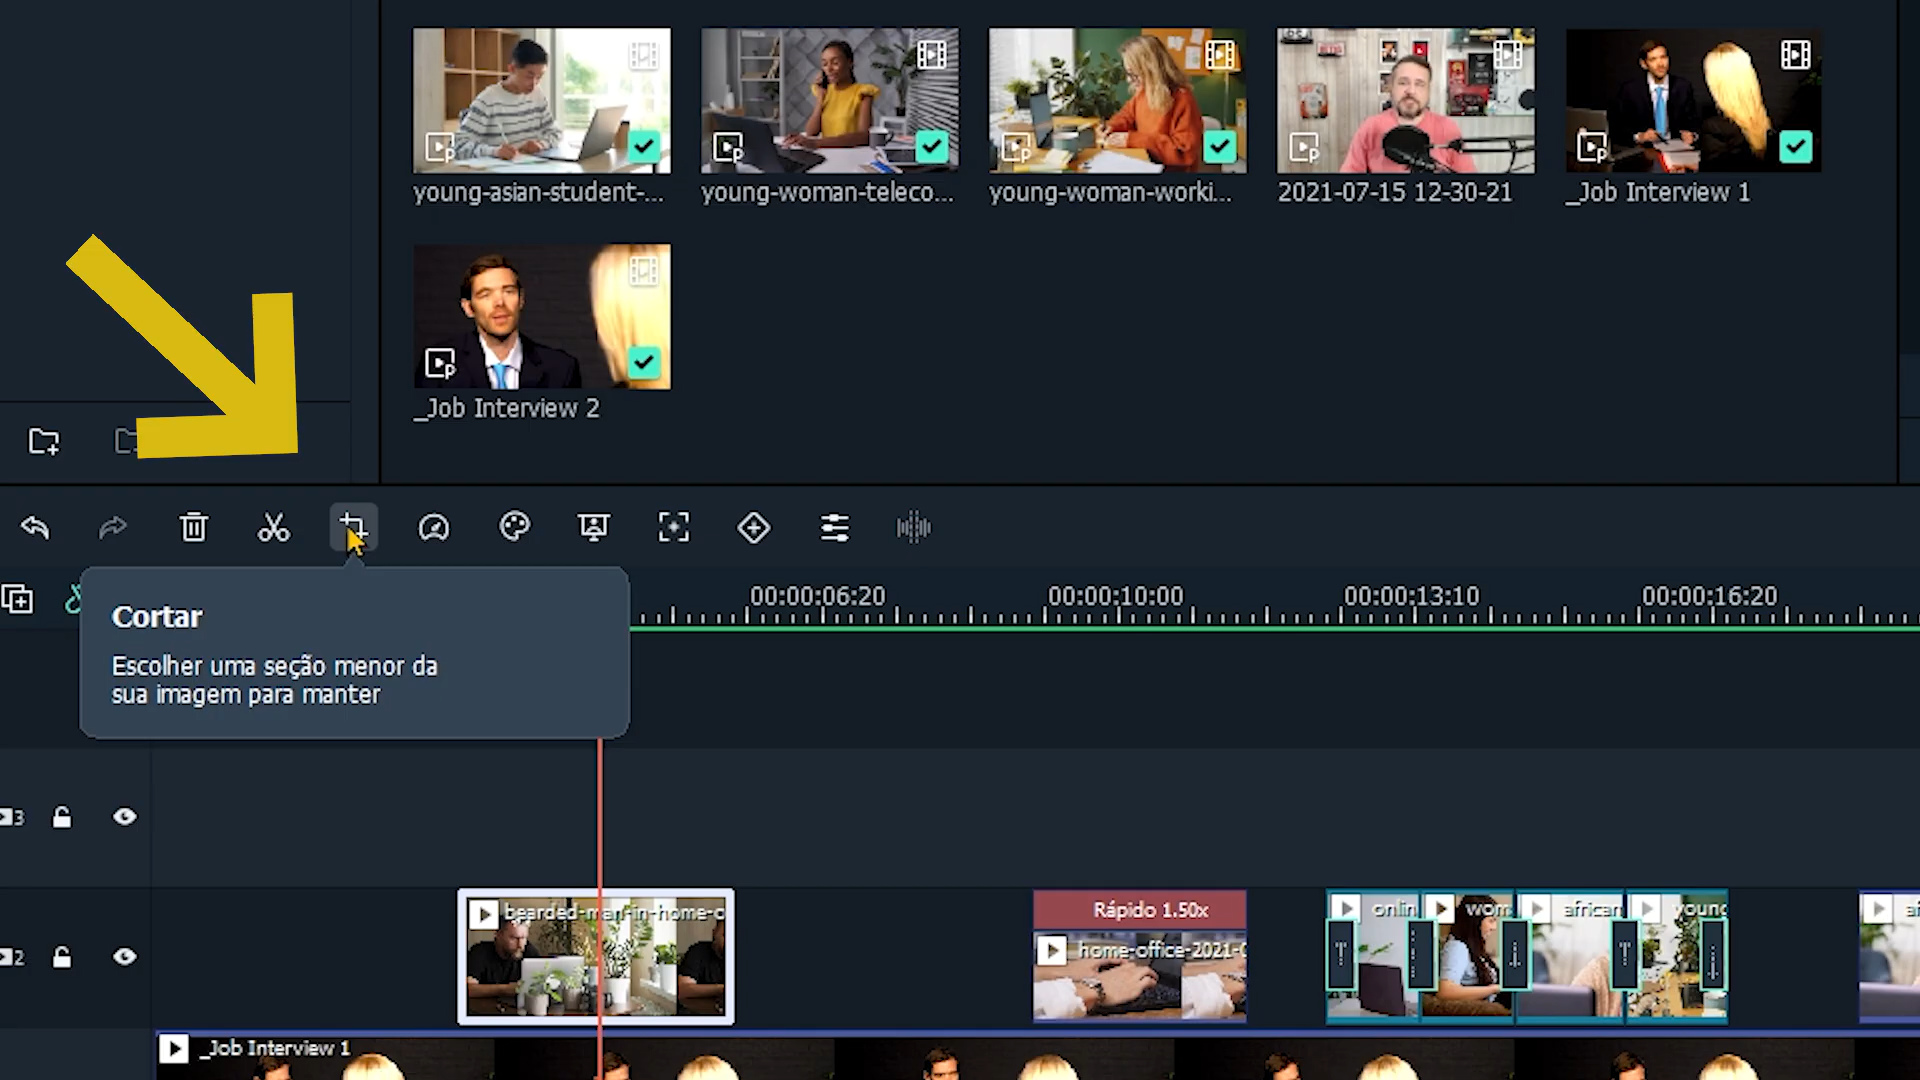 young-asian-student-...
young-woman-teleco...
young-woman-worki...
2021-07-15 12-30-21
_Job Interview 1
_Job Interview 2
Cortar
Escolher uma seção menor da
sua imagem para manter
00:00:06:20
00:00:10:00
00:00:13:10
00:00:16:20
3
2
bearded-man-in-home-o
Rápido 1.50x
home-office-2021-0
onlin
wom
african
young
_Job Interview 1